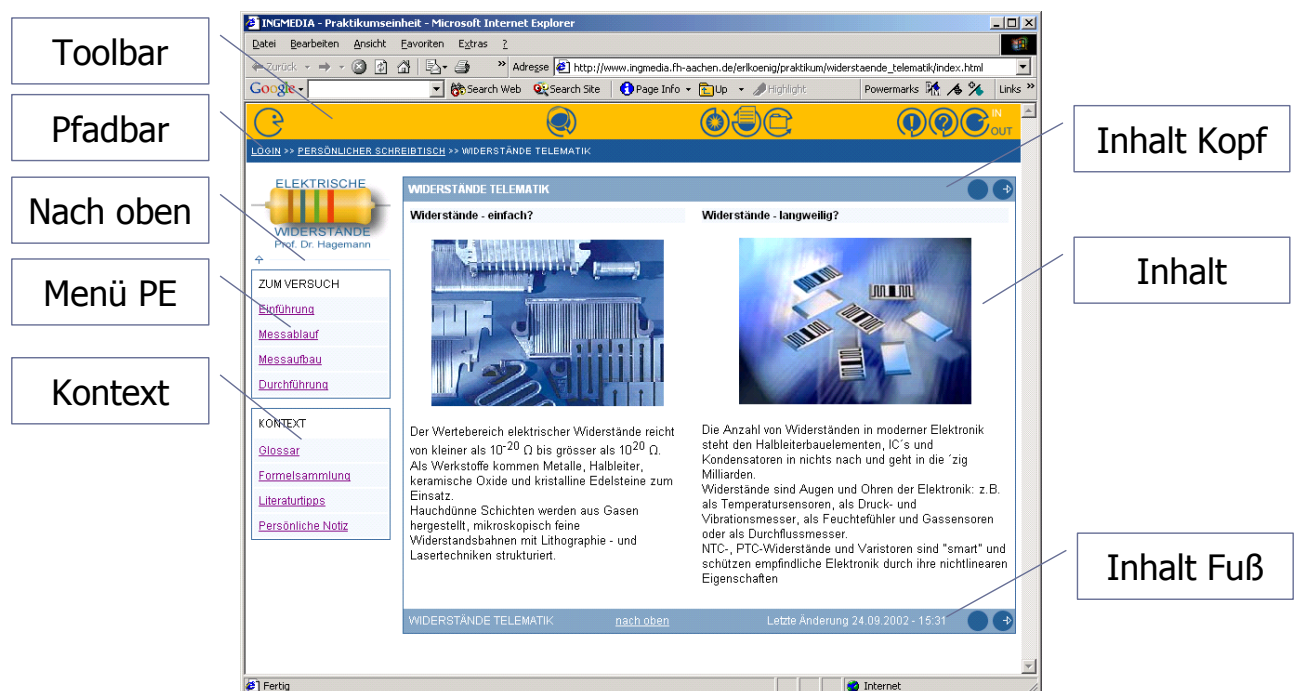 Toolbar
Pfadbar
Nach oben
Menü PE
Kontext
INGMEDIA - Praktikumseinheit - Microsoft Internet Explorer
Datei Bearbeiten Ansicht Favoriten Extras ?
Zurück » Adresse http://www.ingmedia.fh-aachen.de/erlkoenig/praktikum/widerstaende_telematik/index.html
Google Search Web Search Site Page Info Up Highlight Powermarks Links »
IN
OUT
LOGIN >> PERSÖNLICHER SCHREIBTISCH >> WIDERSTÄNDE TELEMATIK
ELEKTRISCHE
WIDERSTÄNDE
Prof. Dr. Hagemann
ZUM VERSUCH
Einführung
Messablauf
Messaufbau
Durchführung
KONTEXT
Glossar
Formelsammlung
Literaturtipps
Persönliche Notiz
WIDERSTÄNDE TELEMATIK
Widerstände - einfach?
Der Wertebereich elektrischer Widerstände reicht
von kleiner als 10^-20 Ω bis grösser als 10^20 Ω.
Als Werkstoffe kommen Metalle, Halbleiter,
keramische Oxide und kristalline Edelsteine zum
Einsatz.
Hauchdünne Schichten werden aus Gasen
hergestellt, mikroskopisch feine
Widerstandsbahnen mit Lithographie - und
Lasertechniken strukturiert.
Widerstände - langweilig?
Die Anzahl von Widerständen in moderner Elektronik
steht den Halbleiterbauelementen, IC´s und
Kondensatoren in nichts nach und geht in die ´zig
Milliarden.
Widerstände sind Augen und Ohren der Elektronik: z.B.
als Temperatursensoren, als Druck- und
Vibrationsmesser, als Feuchtefühler und Gassensoren
oder als Durchflussmesser.
NTC-, PTC-Widerstände und Varistoren sind "smart" und
schützen empfindliche Elektronik durch ihre nichtlinearen
Eigenschaften
WIDERSTÄNDE TELEMATIK nach oben Letzte Änderung 24.09.2002 - 15:31
Fertig Internet
Inhalt Kopf
Inhalt
Inhalt Fuß